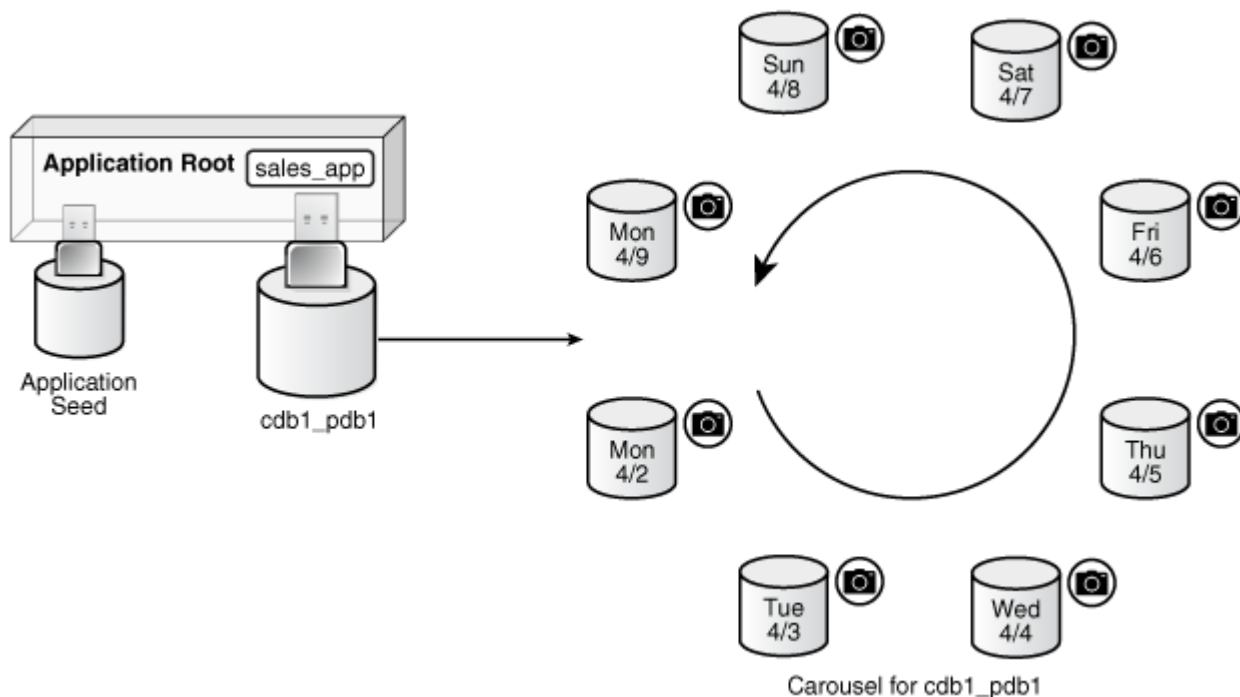 Application Root
sales_app
Application
Seed
cdb1_pdb1
Sun
4/8
Sat
4/7
Mon
4/9
Fri
4/6
Mon
4/2
Thu
4/5
Tue
4/3
Wed
4/4
Carousel for cdb1_pdb1